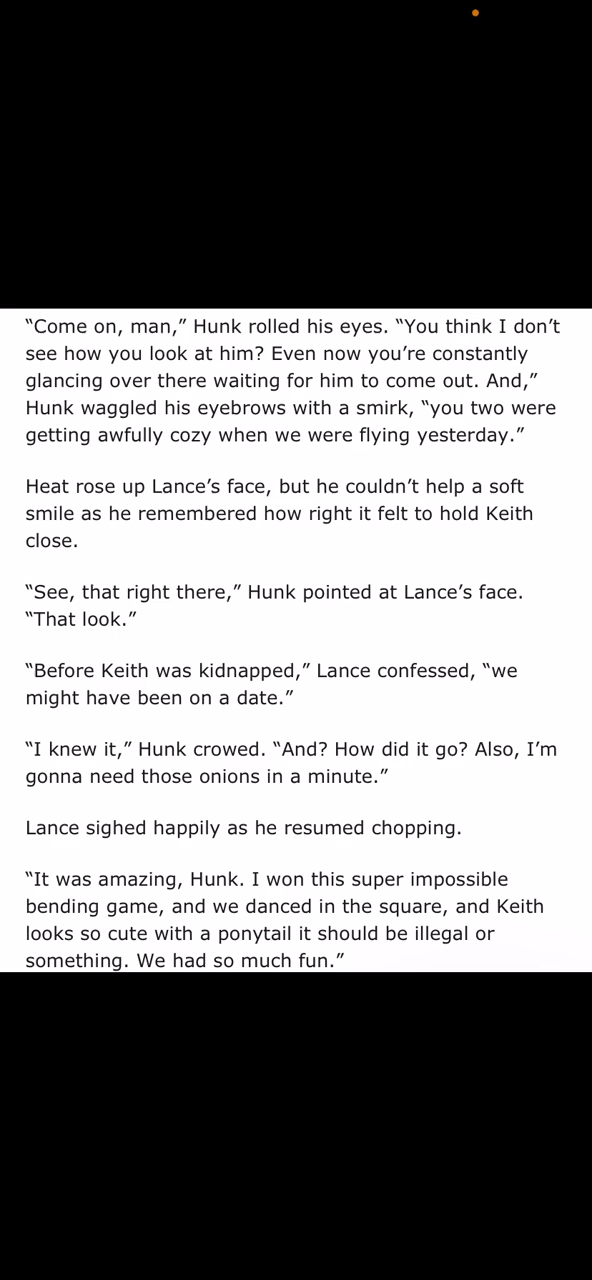 “Come on, man,” Hunk rolled his eyes. “You think I don’t
see how you look at him? Even now you’re constantly
glancing over there waiting for him to come out. And,”
Hunk waggled his eyebrows with a smirk, “you two were
getting awfully cozy when we were flying yesterday.”
Heat rose up Lance’s face, but he couldn’t help a soft
smile as he remembered how right it felt to hold Keith
close.
“See, that right there,” Hunk pointed at Lance’s face.
“That look.”
“Before Keith was kidnapped,” Lance confessed, “we
might have been on a date.”
“I knew it,” Hunk crowed. “And? How did it go? Also, I’m
gonna need those onions in a minute.”
Lance sighed happily as he resumed chopping.
“It was amazing, Hunk. I won this super impossible
bending game, and we danced in the square, and Keith
looks so cute with a ponytail it should be illegal or
something. We had so much fun.”